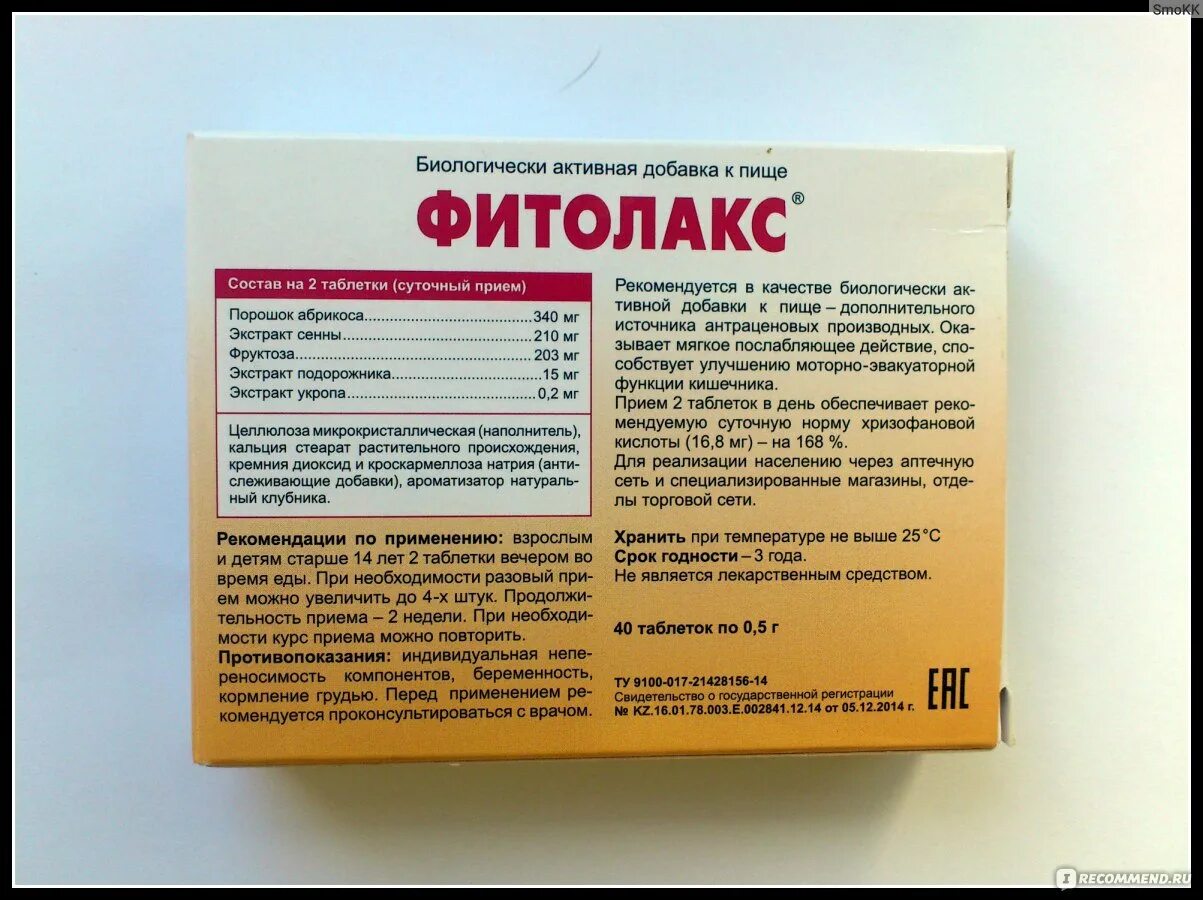 SmoKK
Биологически активная добавка к пище
ФИТОЛАКС®
Состав на 2 таблетки (суточный прием)
Порошок абрикоса..............................340 мг
Экстракт сенны..................................210 мг
Фруктоза............................................203 мг
Экстракт подорожника.........................15 мг
Экстракт укропа..................................0,2 мг
Целлюлоза микрокристаллическая (наполнитель),
кальция стеарат растительного происхождения,
кремния диоксид и кроскармеллоза натрия (анти-
слеживающие добавки), ароматизатор натураль-
ный клубника.
Рекомендации по применению: взрослым
и детям старше 14 лет 2 таблетки вечером во
время еды. При необходимости разовый при-
ем можно увеличить до 4-х штук. Продолжи-
тельность приема – 2 недели. При необходи-
мости курс приема можно повторить.
Противопоказания: индивидуальная непе-
реносимость компонентов, беременность,
кормление грудью. Перед применением ре-
комендуется проконсультироваться с врачом.
Рекомендуется в качестве биологически ак-
тивной добавки к пище – дополнительного
источника антраценовых производных. Ока-
зывает мягкое послабляющее действие, спо-
собствует улучшению моторно-эвакуаторной
функции кишечника.
Прием 2 таблеток в день обеспечивает реко-
мендуемую суточную норму хризофановой
кислоты (16,8 мг) – на 168 %.
Для реализации населению через аптечную
сеть и специализированные магазины, отде-
лы торговой сети.
Хранить при температуре не выше 25°С
Срок годности – 3 года.
Не является лекарственным средством.
40 таблеток по 0,5 г
ТУ 9100-017-21428156-14
Свидетельство о государственной регистрации
№ KZ.16.01.78.003.E.002841.12.14 от 05.12.2014 г.
EAC
I RECOMMEND.RU